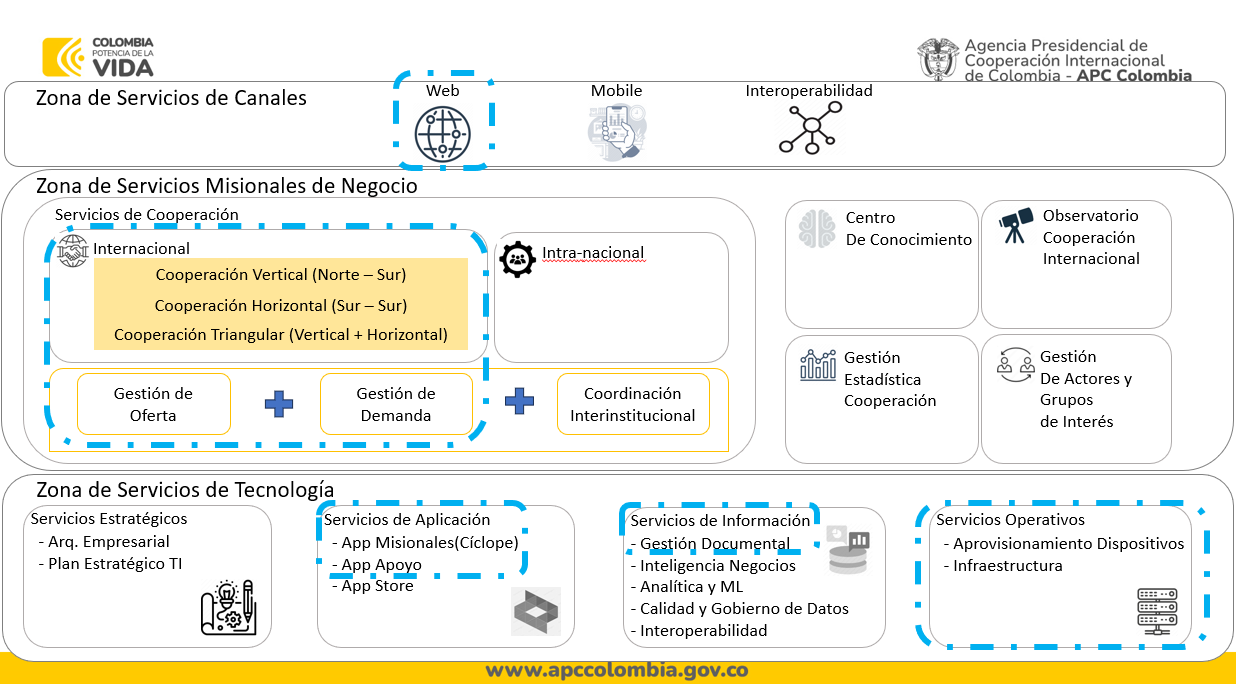 COLOMBIA
POTENCIA DE LA
VIDA
Agencia Presidencial de
Cooperación Internacional
de Colombia - APC Colombia
Zona de Servicios de Canales
Web
Mobile
Interoperabilidad
Zona de Servicios Misionales de Negocio
Servicios de Cooperación
Internacional
Cooperación Vertical (Norte – Sur)
Cooperación Horizontal (Sur – Sur)
Cooperación Triangular (Vertical + Horizontal)
Intra-nacional
Gestión de
Oferta
Gestión de
Demanda
Coordinación
Interinstitucional
Centro
De Conocimiento
Observatorio
Cooperación
Internacional
Gestión
Estadística
Cooperación
Gestión
De Actores y
Grupos
de Interés
Zona de Servicios de Tecnología
Servicios Estratégicos
- Arq. Empresarial
- Plan Estratégico TI
Servicios de Aplicación
- App Misionales(Cíclope)
- App Apoyo
- App Store
Servicios de Información
- Gestión Documental
- Inteligencia Negocios
- Analítica y ML
- Calidad y Gobierno de Datos
- Interoperabilidad
Servicios Operativos
- Aprovisionamiento Dispositivos
- Infraestructura
www.apccolombia.gov.co